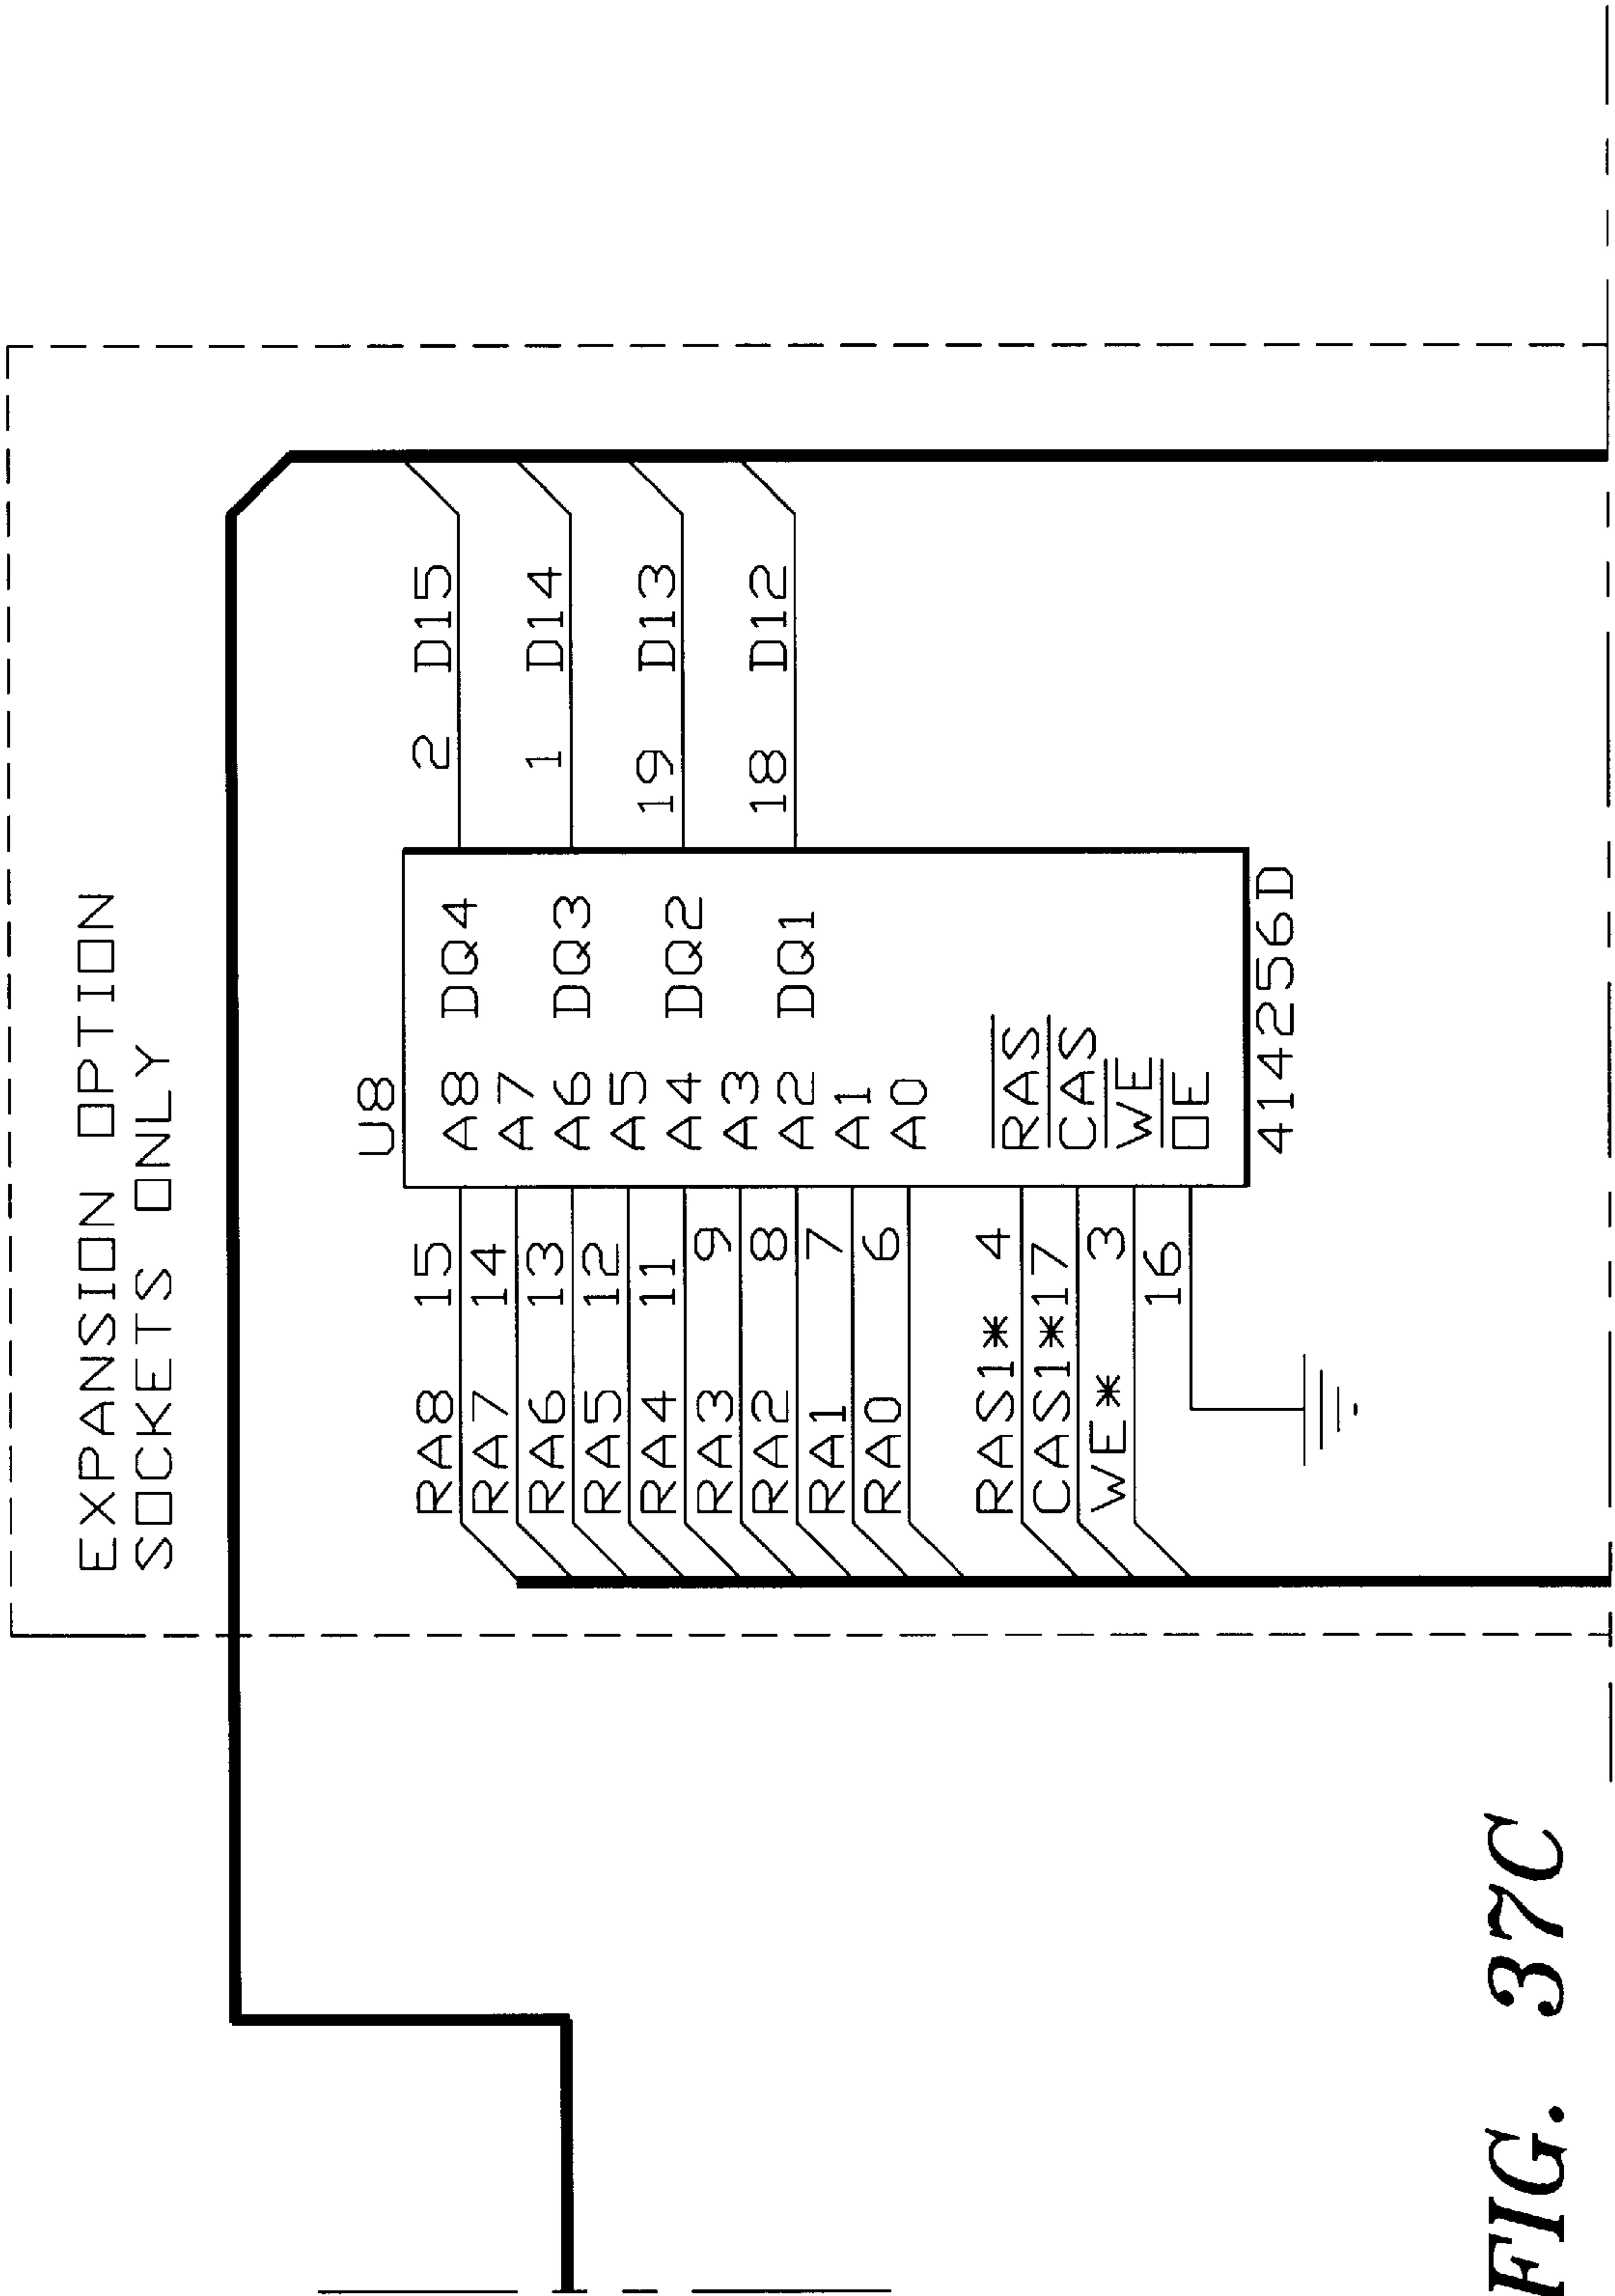 EXPANSION OPTION
SOCKETS ONLY
U8
RA8 15 A8 DQ4 2 D15
RA7 14 A7
RA6 13 A6 DQ3 1 D14
RA5 12 A5
RA4 11 A4 DQ2 19 D13
RA3 9 A3
RA2 8 A2 DQ1 18 D12
RA1 7 A1
RA0 6 A0
RAS1* 4 RAS
CAS1*17 CAS
WE* 3 WE
16 OE
414256D
FIG. 37C